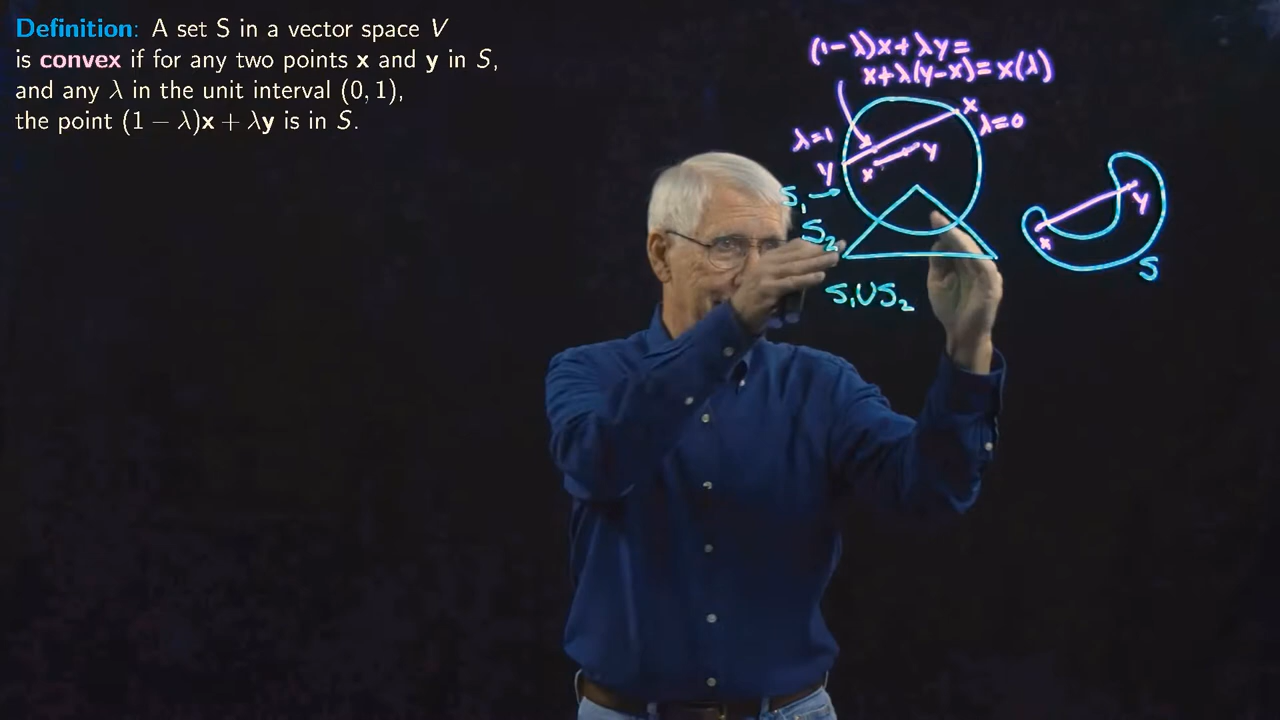 Definition: A set S in a vector space V
is convex if for any two points x and y in S,
and any λ in the unit interval (0, 1),
the point (1 − λ)x + λy is in S.
(1-λ)x+λy=
x+λ(y-x)=x(λ)
x
λ=0
λ=1
y
y
x
S₁→
S₂
S₁∪S₂
y
x
S